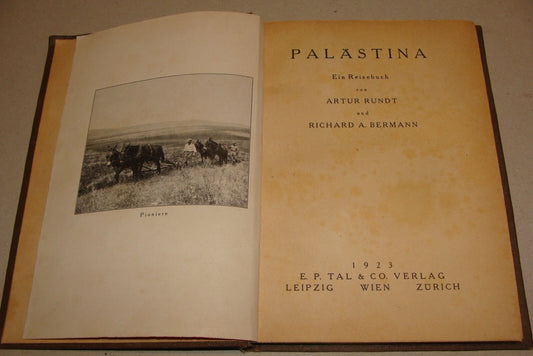 Pioniere
PALÄSTINA
Ein Reisebuch
von
ARTUR RUNDT
und
RICHARD A. BERMANN
1923
E. P. TAL & CO. VERLAG
LEIPZIG WIEN ZÜRICH